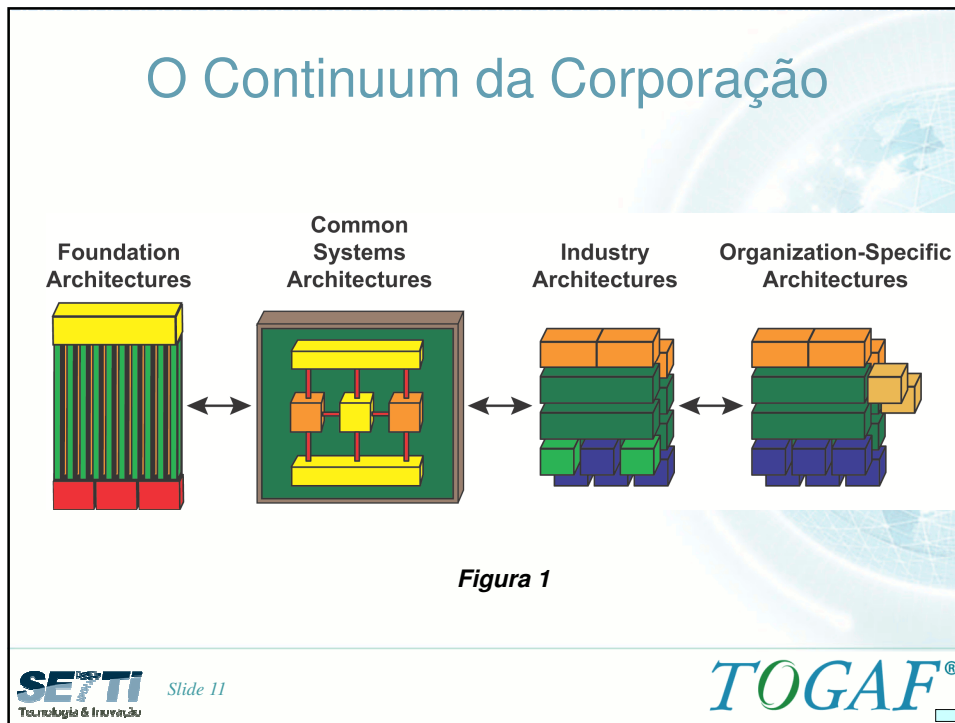 O Continuum da Corporação
Foundation
Architectures
Common
Systems
Architectures
Industry
Architectures
Organization-Specific
Architectures
Figura 1
Tecnologia & Inovação
Slide 11
TOGAF®